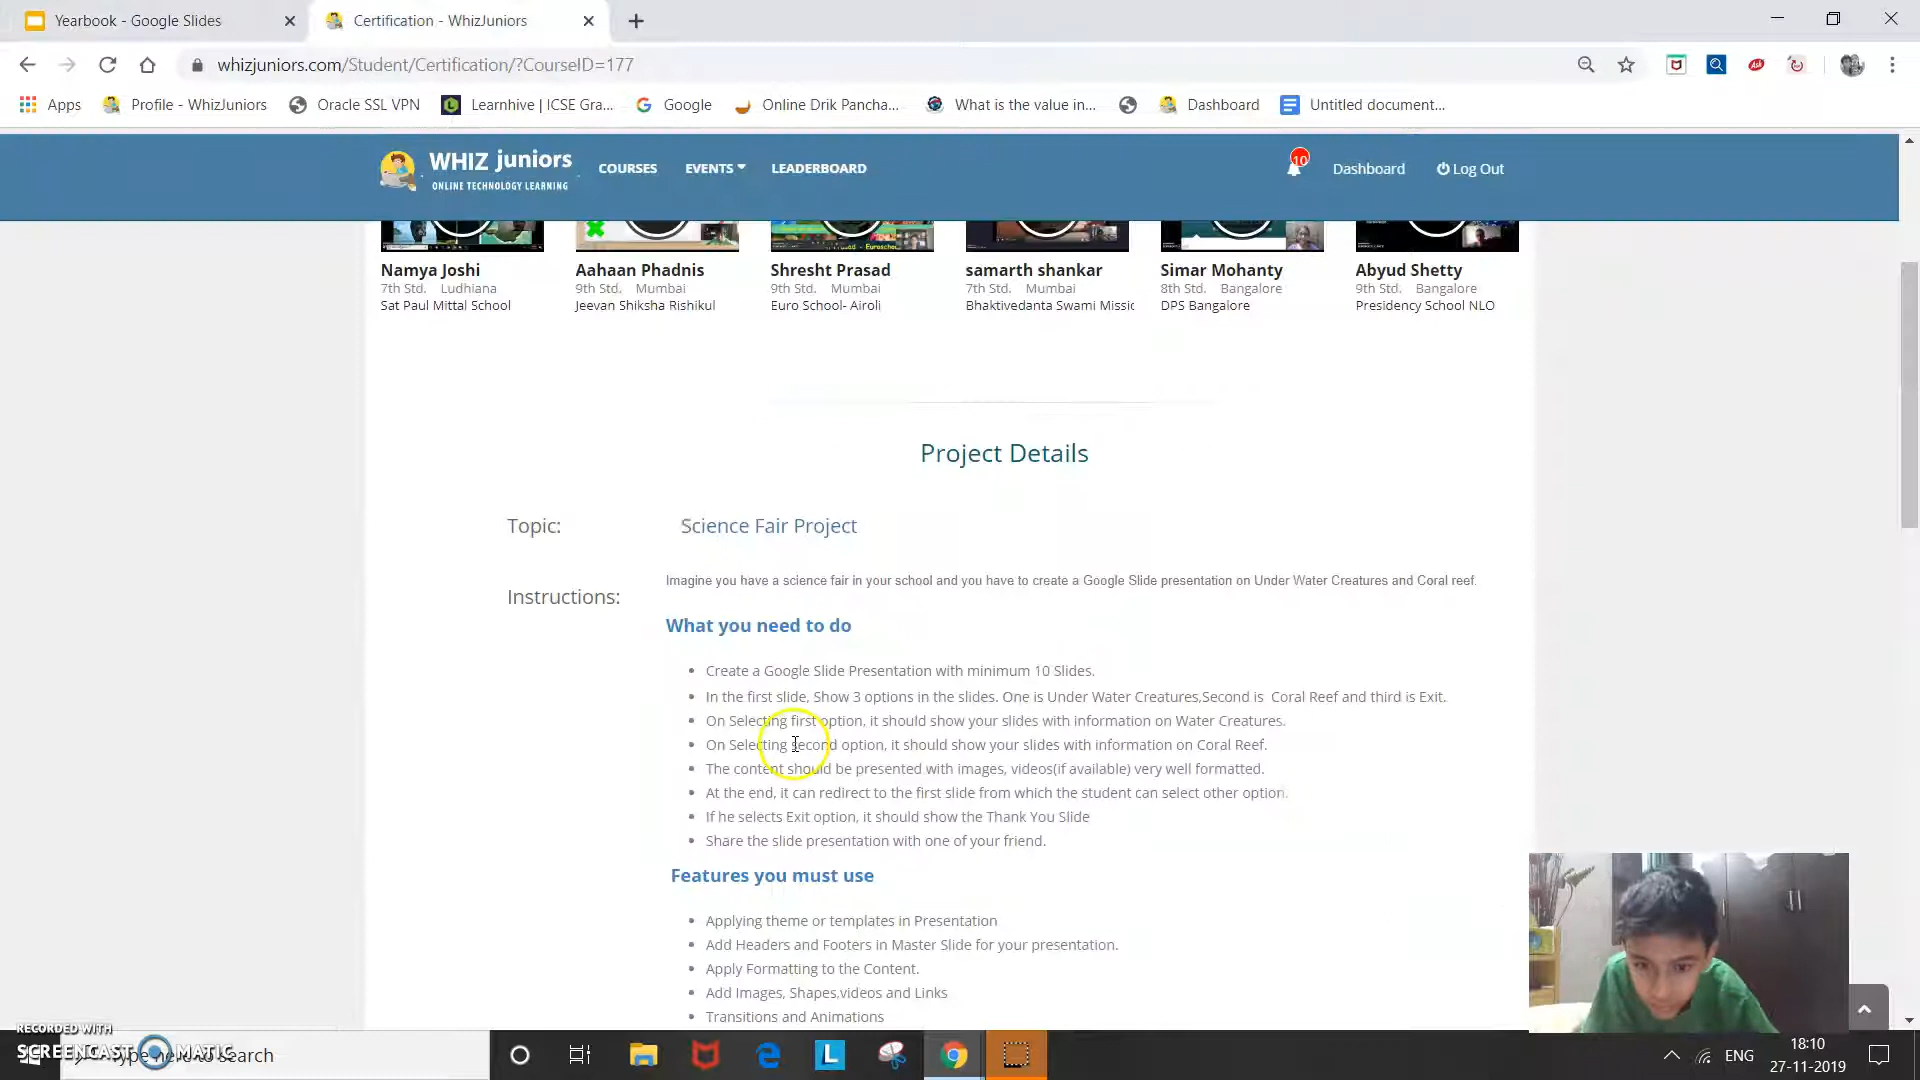 Yearbook - Google Slides
Certification - WhizJuniors
whizjuniors.com/Student/Certification/?CourseID=177
Apps
Profile - WhizJuniors
Oracle SSL VPN
Learnhive | ICSE Gra...
Google
Online Drik Pancha...
What is the value in...
Dashboard
Untitled document...
WHIZ juniors
ONLINE TECHNOLOGY LEARNING
COURSES
EVENTS
LEADERBOARD
10
Dashboard
Log Out
Namya Joshi
7th Std. Ludhiana
Sat Paul Mittal School
Aahaan Phadnis
9th Std. Mumbai
Jeevan Shiksha Rishikul
Shresht Prasad
9th Std. Mumbai
Euro School- Airoli
samarth shankar
7th Std. Mumbai
Bhaktivedanta Swami Missic
Simar Mohanty
8th Std. Bangalore
DPS Bangalore
Abyud Shetty
9th Std. Bangalore
Presidency School NLO
Project Details
Topic:
Science Fair Project
Instructions:
Imagine you have a science fair in your school and you have to create a Google Slide presentation on Under Water Creatures and Coral reef.
What you need to do
Create a Google Slide Presentation with minimum 10 Slides.
In the first slide, Show 3 options in the slides. One is Under Water Creatures,Second is Coral Reef and third is Exit.
On Selecting first option, it should show your slides with information on Water Creatures.
On Selecting second option, it should show your slides with information on Coral Reef.
The content should be presented with images, videos(if available) very well formatted.
At the end, it can redirect to the first slide from which the student can select other option.
If he selects Exit option, it should show the Thank You Slide
Share the slide presentation with one of your friend.
Features you must use
Applying theme or templates in Presentation
Add Headers and Footers in Master Slide for your presentation.
Apply Formatting to the Content.
Add Images, Shapes,videos and Links
Transitions and Animations
RECORDED WITH
SCREENCAST MATIC
Type here to search
ENG
18:10
27-11-2019